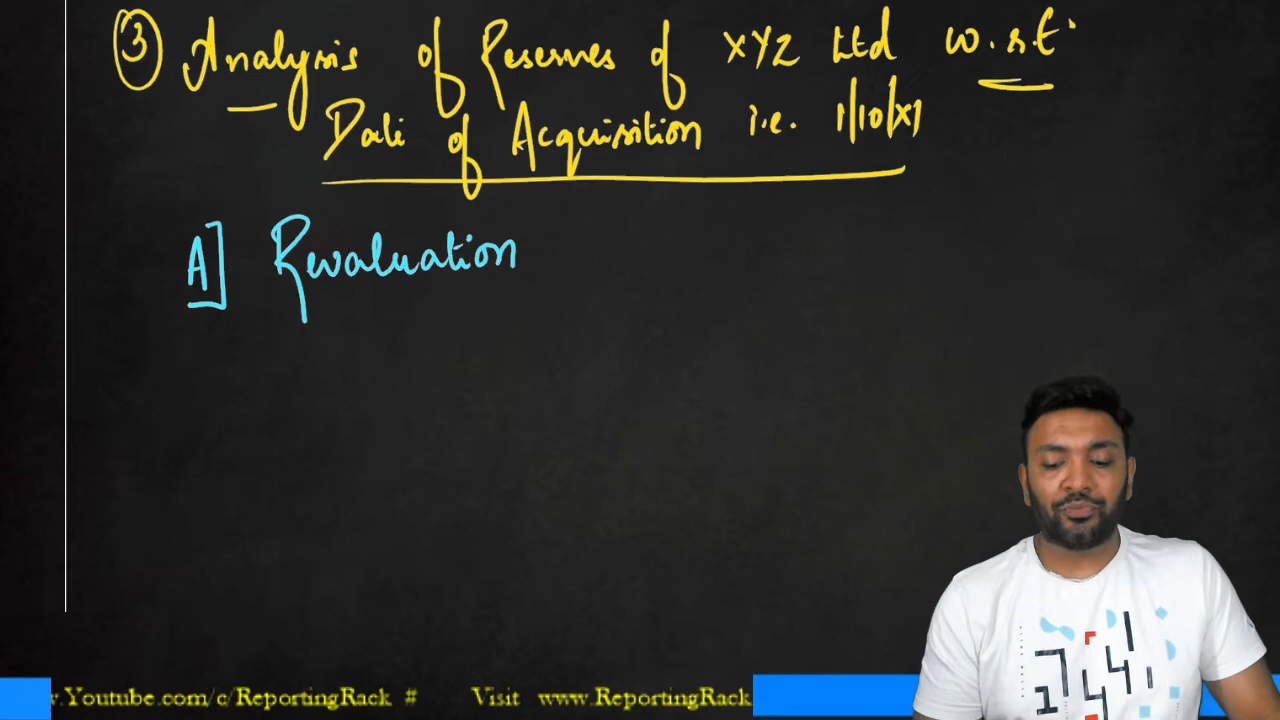 ③ Analysis of Reserves of XYZ Ltd w.r.t.
Date of Acquisition i.e. 1/10/X1
A] Revaluation
.Youtube.com/c/ReportingRack # Visit www.ReportingRack